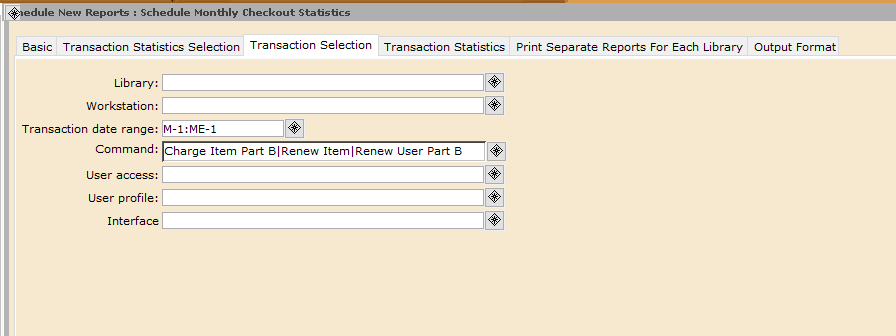 hedule New Reports : Schedule Monthly Checkout Statistics
Basic Transaction Statistics Selection Transaction Selection Transaction Statistics Print Separate Reports For Each Library Output Format
Library:
Workstation:
Transaction date range: M-1:ME-1
Command: Charge Item Part B|Renew Item|Renew User Part B
User access:
User profile:
Interface